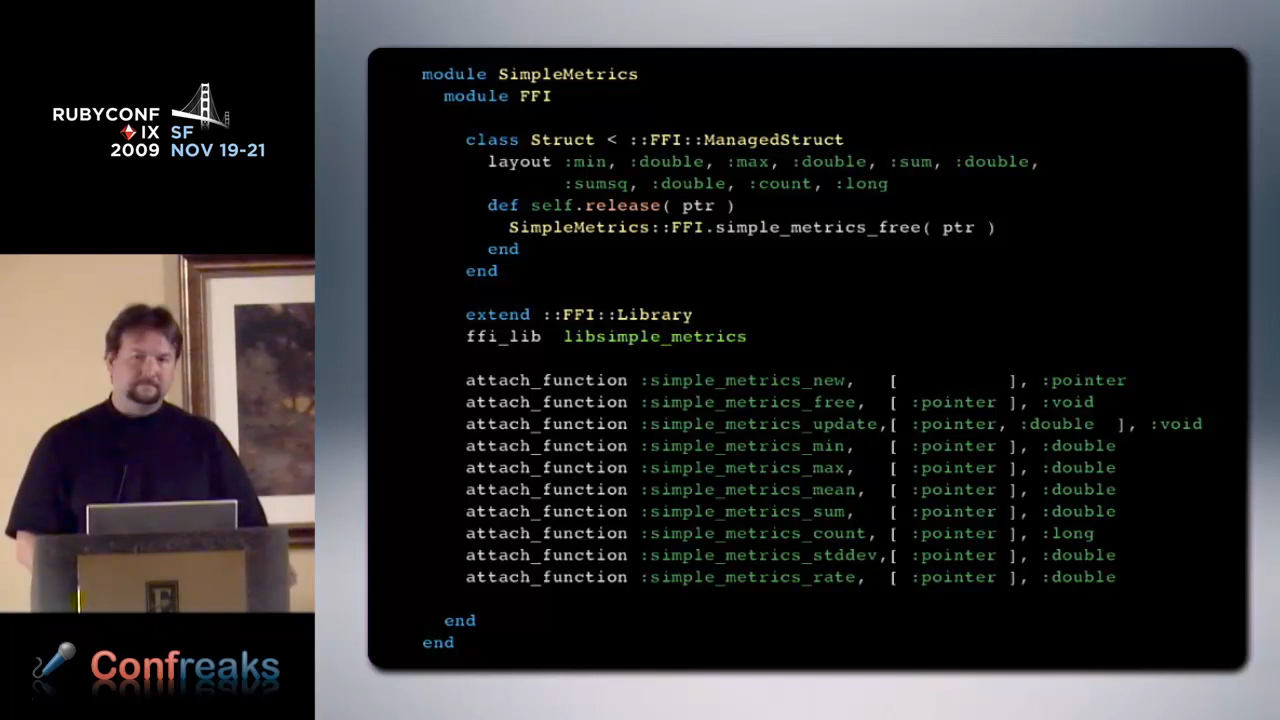 RUBYCONF
IX SF
2009 NOV 19-21
module SimpleMetrics
module FFI
class Struct < ::FFI::ManagedStruct
layout :min, :double, :max, :double, :sum, :double,
:sumsq, :double, :count, :long
def self.release( ptr )
SimpleMetrics::FFI.simple_metrics_free( ptr )
end
end
extend ::FFI::Library
ffi_lib libsimple_metrics
attach_function :simple_metrics_new, [ ], :pointer
attach_function :simple_metrics_free, [ :pointer ], :void
attach_function :simple_metrics_update,[ :pointer, :double ], :void
attach_function :simple_metrics_min, [ :pointer ], :double
attach_function :simple_metrics_max, [ :pointer ], :double
attach_function :simple_metrics_mean, [ :pointer ], :double
attach_function :simple_metrics_sum, [ :pointer ], :double
attach_function :simple_metrics_count, [ :pointer ], :long
attach_function :simple_metrics_stddev,[ :pointer ], :double
attach_function :simple_metrics_rate, [ :pointer ], :double
end
end
E
Confreaks